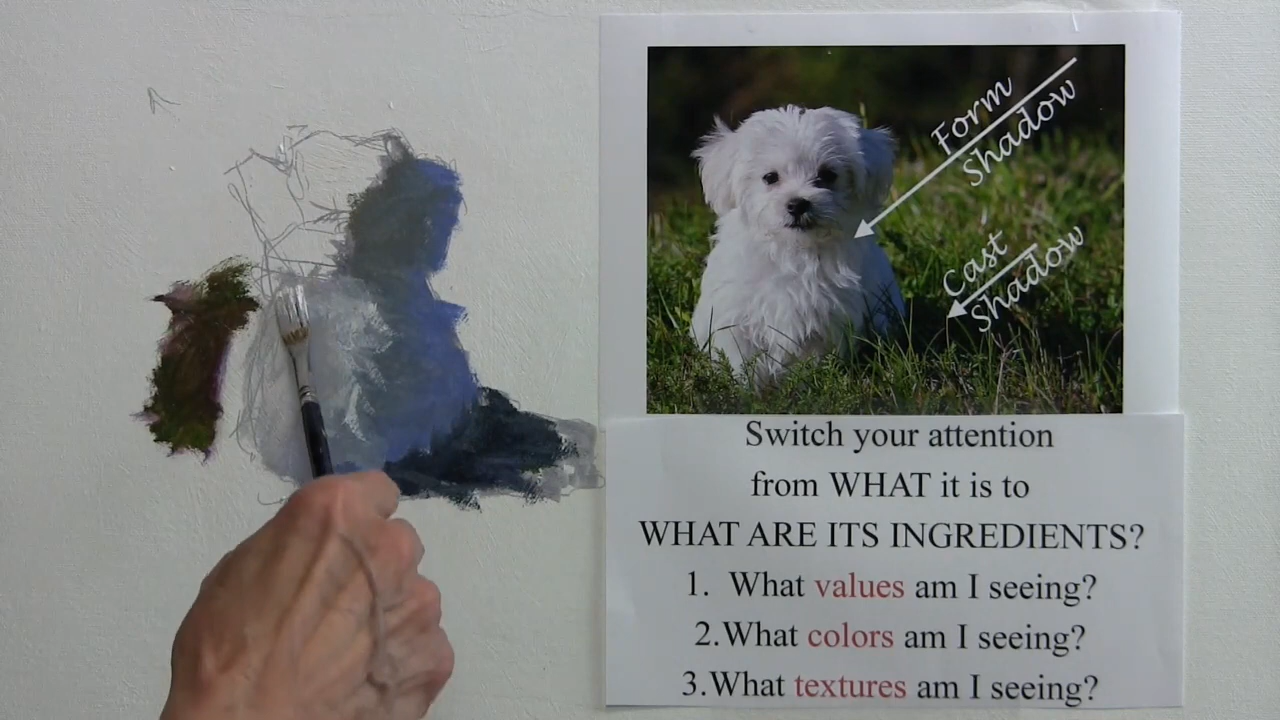 Form
Shadow
Cast
Shadow
Switch your attention
from WHAT it is to
WHAT ARE ITS INGREDIENTS?
1. What values am I seeing?
2.What colors am I seeing?
3.What textures am I seeing?